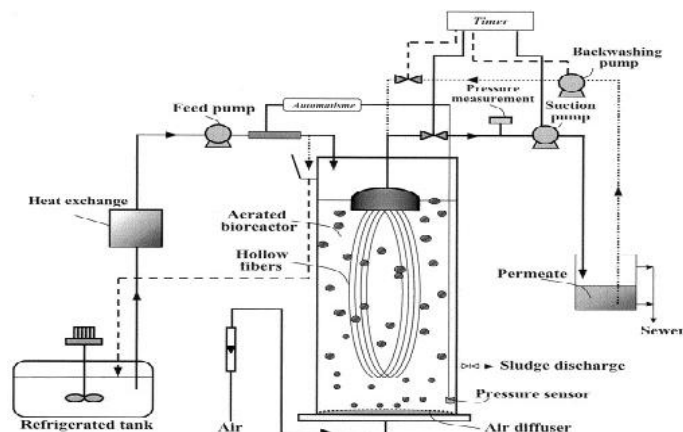 Timer
Backwashing
pump
Pressure
measurement
Suction
pump
Feed pump
Automatisme
Heat exchange
Aerated
bioreactor
Hollow
fibers
Permeate
Sewer
Sludge discharge
Pressure sensor
Refrigerated tank
Air
Air diffuser